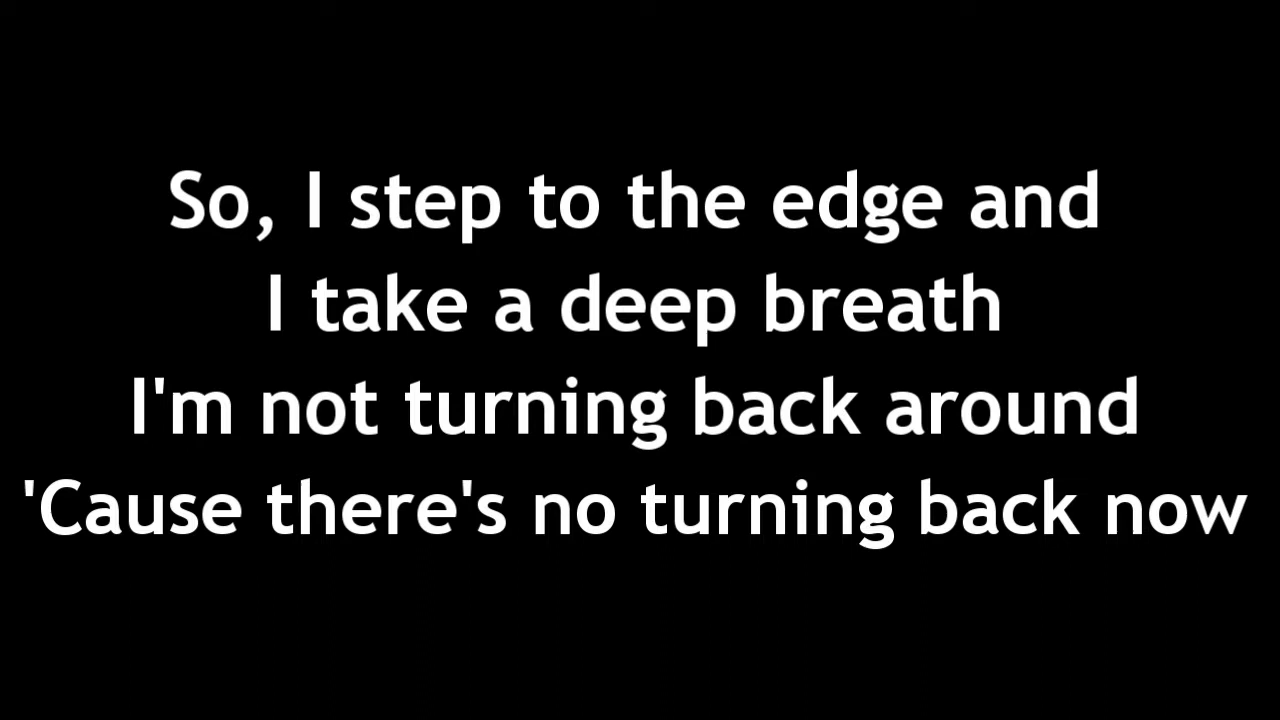 So, I step to the edge and
I take a deep breath
I'm not turning back around
'Cause there's no turning back now